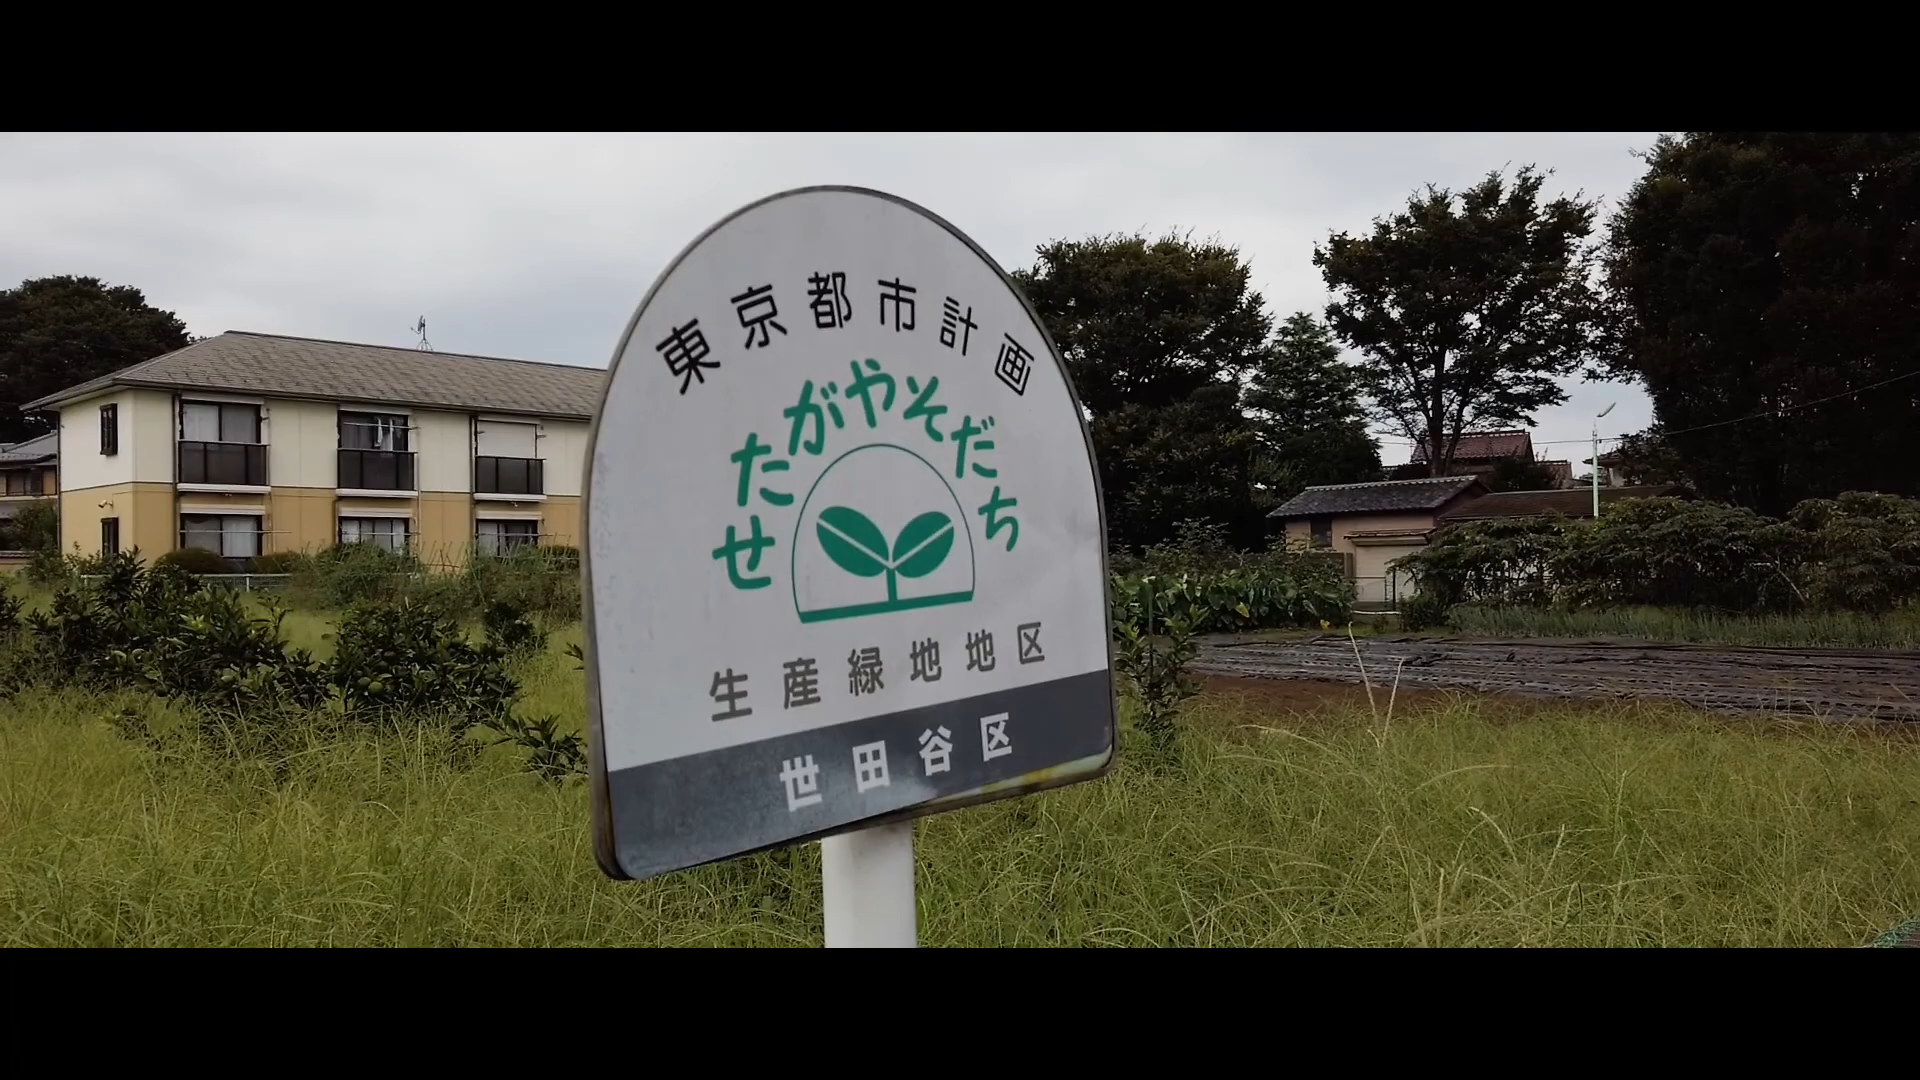 東京都市計画
せたがやそだち
生産緑地地区
世田谷区